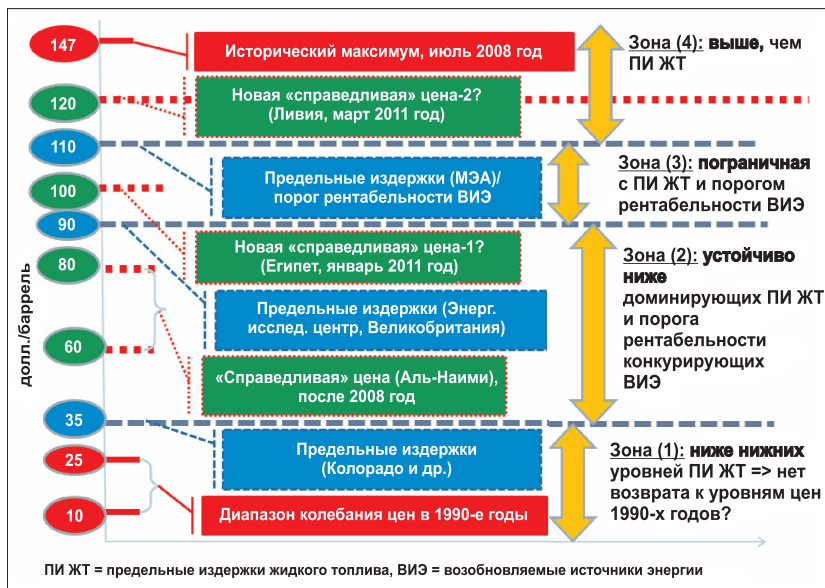 долл./баррель
147
120
110
100
90
80
60
35
25
10
Исторический максимум, июль 2008 год
Новая «справедливая» цена-2?
(Ливия, март 2011 год)
Предельные издержки (МЭА)/
порог рентабельности ВИЭ
Новая «справедливая» цена-1?
(Египет, январь 2011 год)
Предельные издержки (Энерг.
исслед. центр, Великобритания)
«Справедливая» цена (Аль-Наими),
после 2008 год
Предельные издержки
(Колорадо и др.)
Диапазон колебания цен в 1990-е годы
Зона (4): выше, чем
ПИ ЖТ
Зона (3): пограничная
с ПИ ЖТ и порогом
рентабельности ВИЭ
Зона (2): устойчиво
ниже
доминирующих ПИ ЖТ
и порога
рентабельности
конкурирующих
ВИЭ
Зона (1): ниже нижних
уровней ПИ ЖТ => нет
возврата к уровням цен
1990-х годов?
ПИ ЖТ = предельные издержки жидкого топлива, ВИЭ = возобновляемые источники энергии